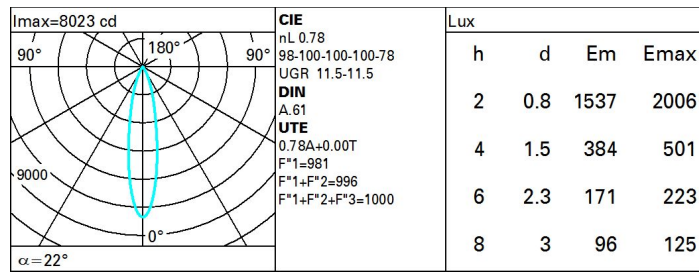 Imax=8023 cd
90°
180°
90°
9000
0°
α=22°
CIE
nL 0.78
98-100-100-100-78
UGR 11.5-11.5
DIN
A.61
UTE
0.78A+0.00T
F"1=981
F"1+F"2=996
F"1+F"2+F"3=1000
Lux
h d Em Emax
2 0.8 1537 2006
4 1.5 384 501
6 2.3 171 223
8 3 96 125